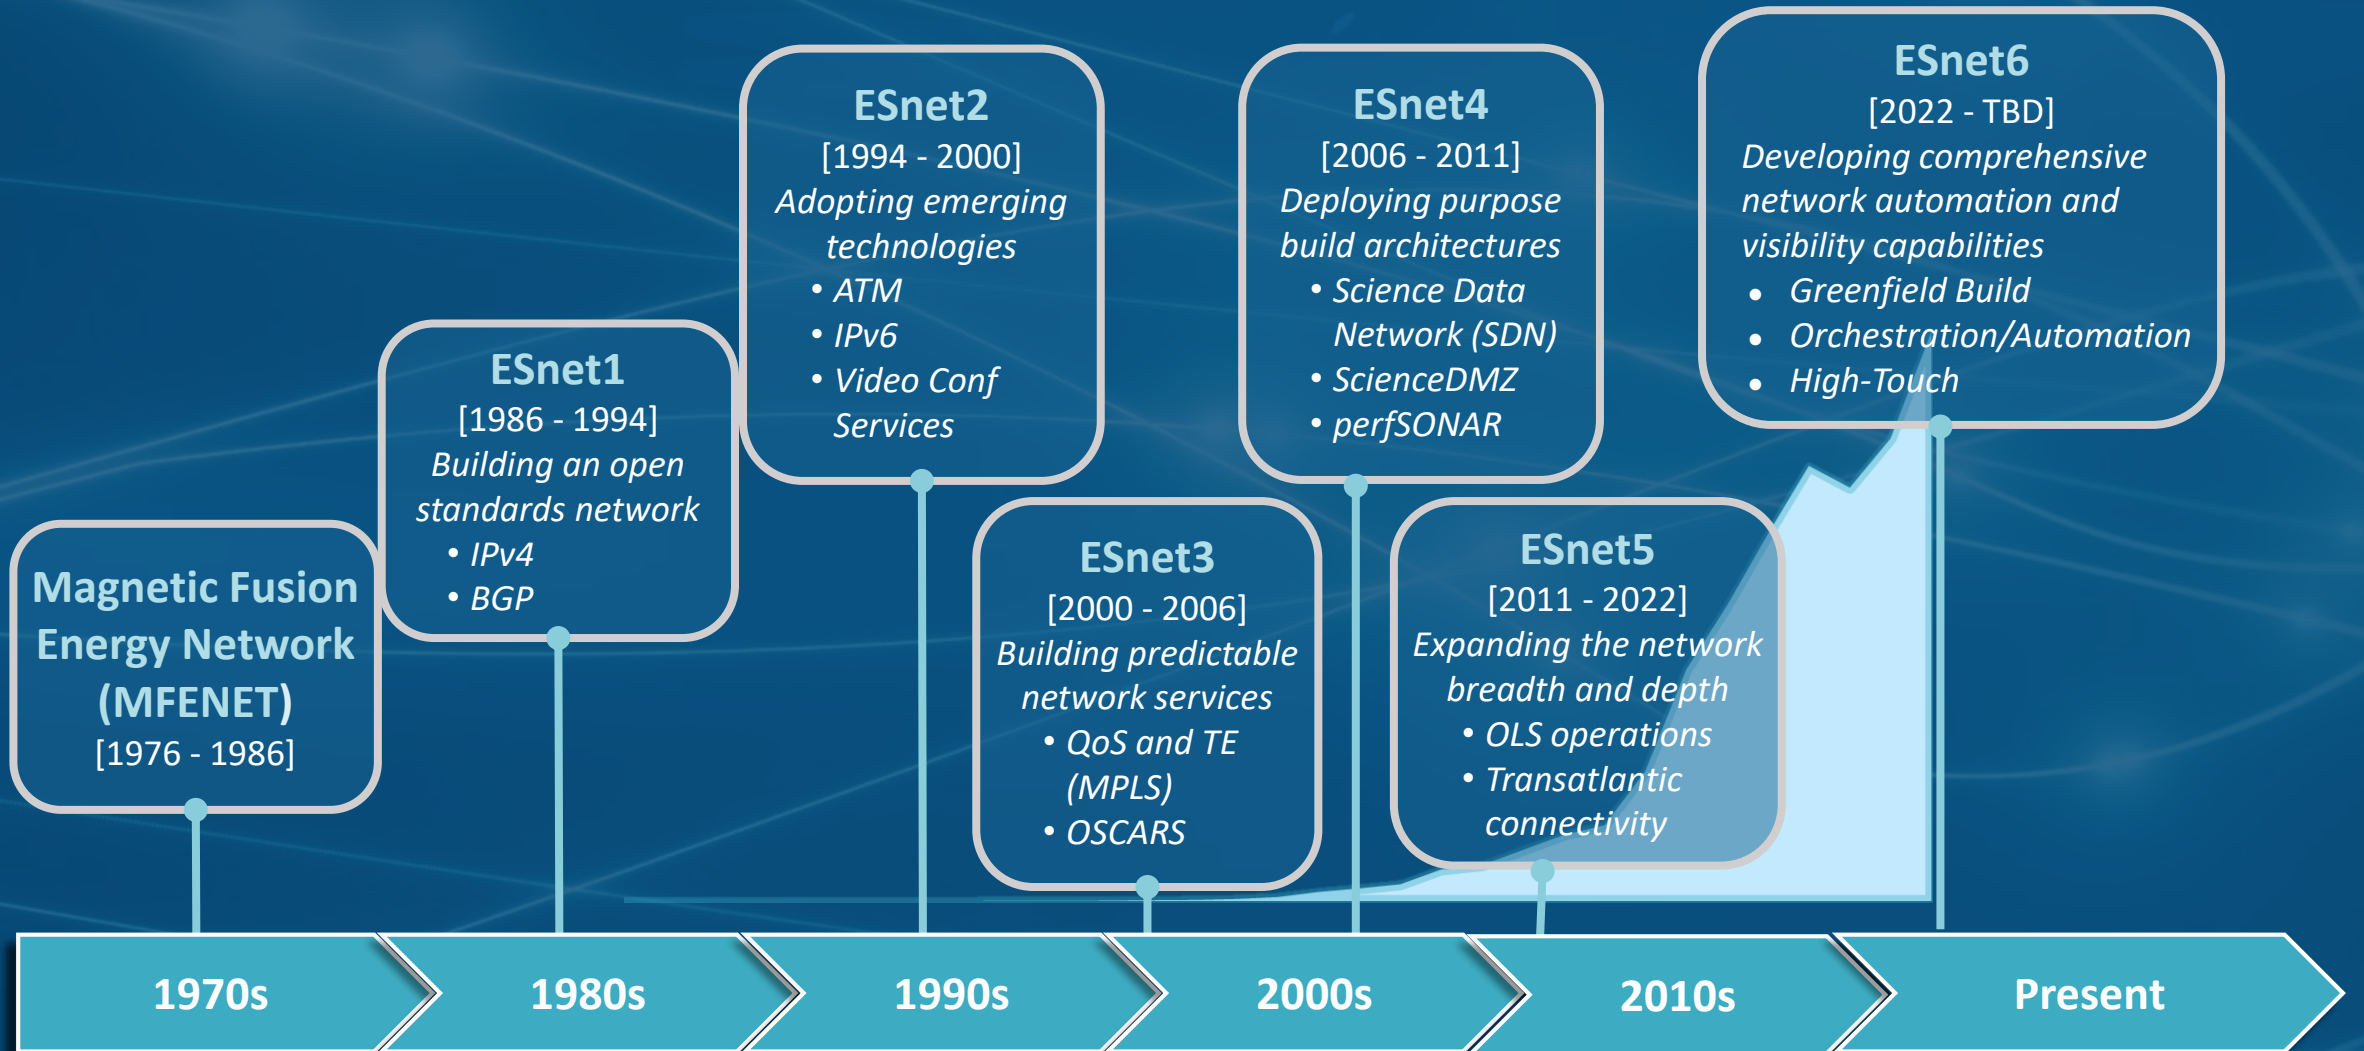 Magnetic Fusion
Energy Network
(MFENET)
[1976 - 1986]
ESnet1
[1986 - 1994]
Building an open
standards network
• IPv4
• BGP
ESnet2
[1994 - 2000]
Adopting emerging
technologies
• ATM
• IPv6
• Video Conf
Services
ESnet3
[2000 - 2006]
Building predictable
network services
• QoS and TE
(MPLS)
• OSCARS
ESnet4
[2006 - 2011]
Deploying purpose
build architectures
• Science Data
Network (SDN)
• ScienceDMZ
• perfSONAR
ESnet5
[2011 - 2022]
Expanding the network
breadth and depth
• OLS operations
• Transatlantic
connectivity
ESnet6
[2022 - TBD]
Developing comprehensive
network automation and
visibility capabilities
• Greenfield Build
• Orchestration/Automation
• High-Touch
1970s
1980s
1990s
2000s
2010s
Present